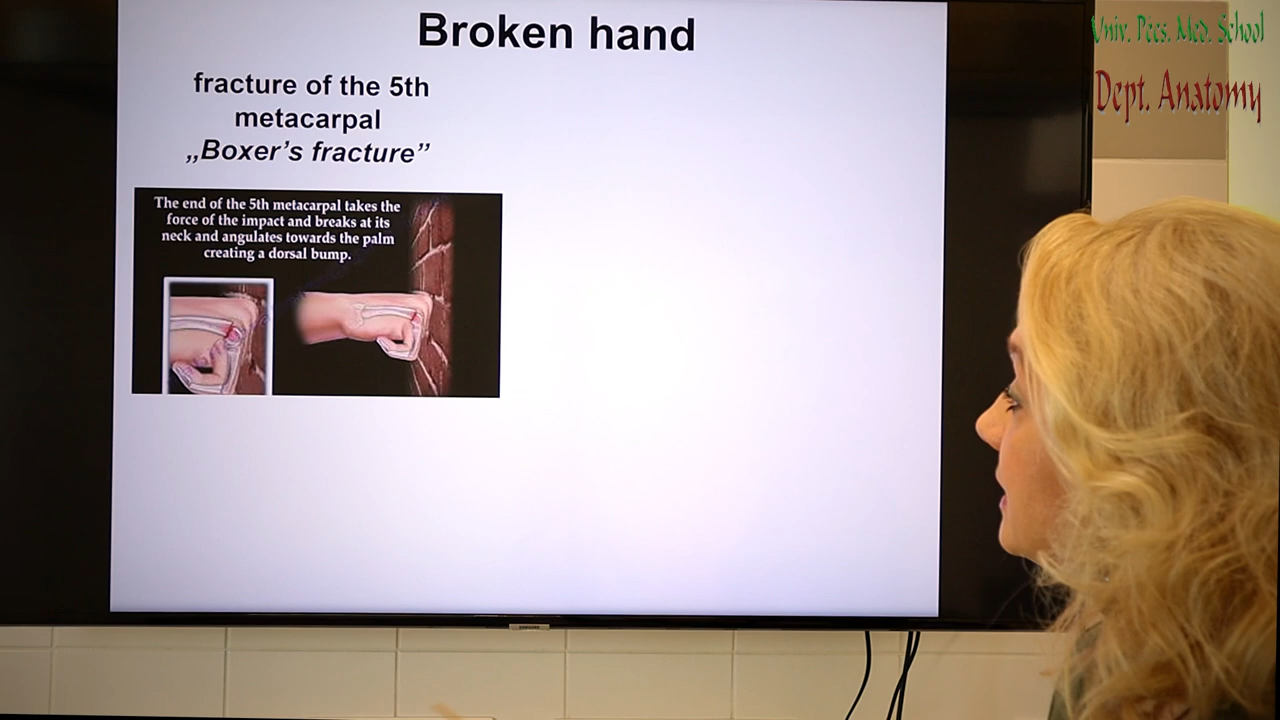 Broken hand
fracture of the 5th
metacarpal
„Boxer’s fracture”
The end of the 5th metacarpal takes the
force of the impact and breaks at its
neck and angulates towards the palm
creating a dorsal bump.
Univ. Pécs. Med. School
Dept. Anatomy
SAMSUNG